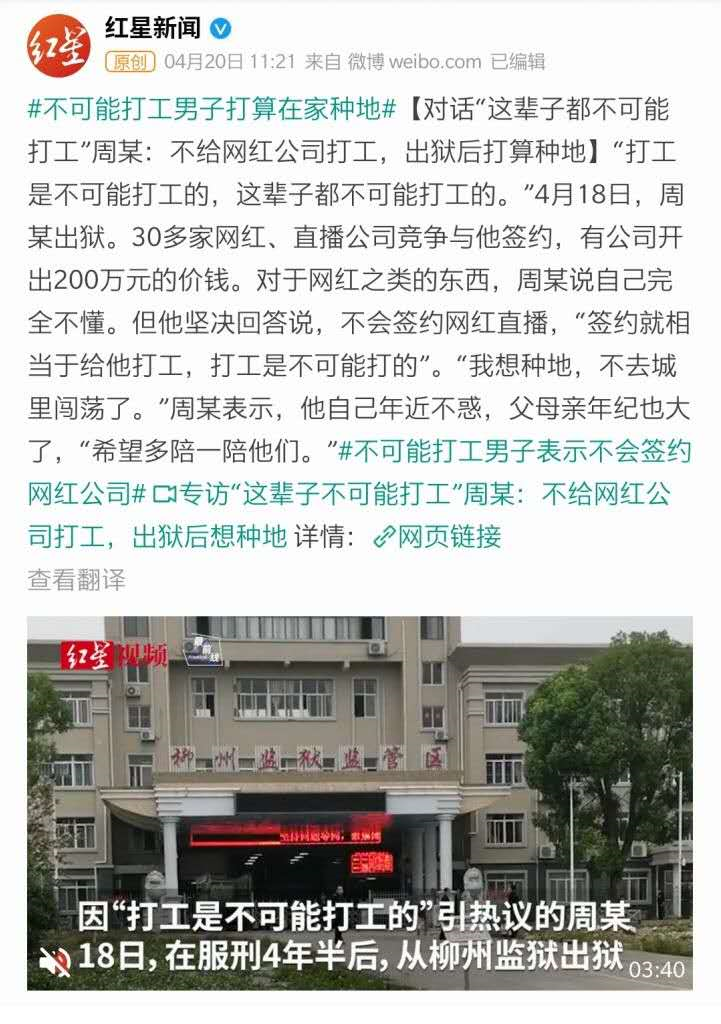 红星
红星新闻
原创 04月20日 11:21 来自 微博weibo.com 已编辑
#不可能打工男子打算在家种地#【对话“这辈子都不可能
打工”周某：不给网红公司打工，出狱后打算种地】“打工
是不可能打工的，这辈子都不可能打工的。”4月18日，周
某出狱。30多家网红、直播公司竞争与他签约，有公司开
出200万元的价钱。对于网红之类的东西，周某说自己完
全不懂。但他坚决回答说，不会签约网红直播，“签约就相
当于给他打工，打工是不可能打的”。“我想种地，不去城
里闯荡了。”周某表示，他自己年近不惑，父母亲年纪也大
了，“希望多陪一陪他们。”#不可能打工男子表示不会签约
网红公司# 专访“这辈子不可能打工”周某：不给网红公
司打工，出狱后想种地 详情： 网页链接
查看翻译
红星视频
柳州监狱监管区
因“打工是不可能打工的”引热议的周某
18日，在服刑4年半后，从柳州监狱出狱
03:40